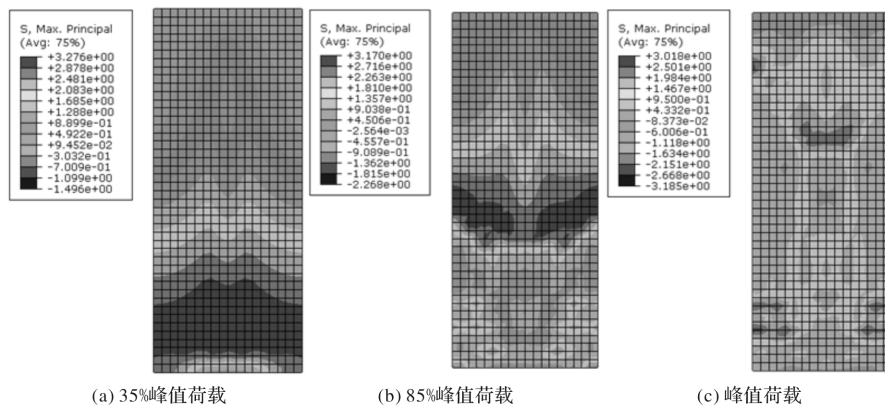 S, Max. Principal
(Avg: 75%)
+3.276e+00
+2.878e+00
+2.481e+00
+2.083e+00
+1.685e+00
+1.288e+00
+8.899e-01
+4.922e-01
+9.452e-02
-3.032e-01
-7.009e-01
-1.099e+00
-1.496e+00
S, Max. Principal
(Avg: 75%)
+3.170e+00
+2.716e+00
+2.263e+00
+1.810e+00
+1.357e+00
+9.038e-01
+4.506e-01
-2.564e-03
-4.557e-01
-9.089e-01
-1.362e+00
-1.815e+00
-2.268e+00
S, Max. Principal
(Avg: 75%)
+3.018e+00
+2.501e+00
+1.984e+00
+1.467e+00
+9.500e-01
+4.332e-01
-8.373e-02
-6.006e-01
-1.118e+00
-1.634e+00
-2.151e+00
-2.668e+00
-3.185e+00
(a) 35%峰值荷载
(b) 85%峰值荷载
(c) 峰值荷载